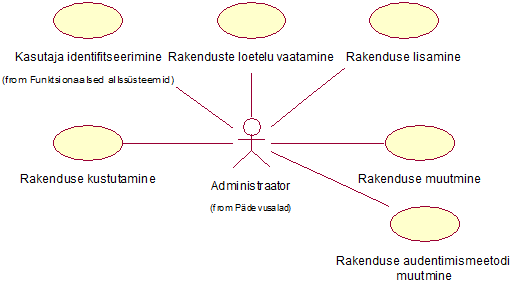 Kasutaja identifitseerimine
(from Funktsionaalsed allssüsteemid)
Rakenduste loetelu vaatamine
Rakenduse lisamine
Rakenduse kustutamine
Administraator
(from Pädevusalad)
Rakenduse muutmine
Rakenduse audentimismeetodi
muutmine